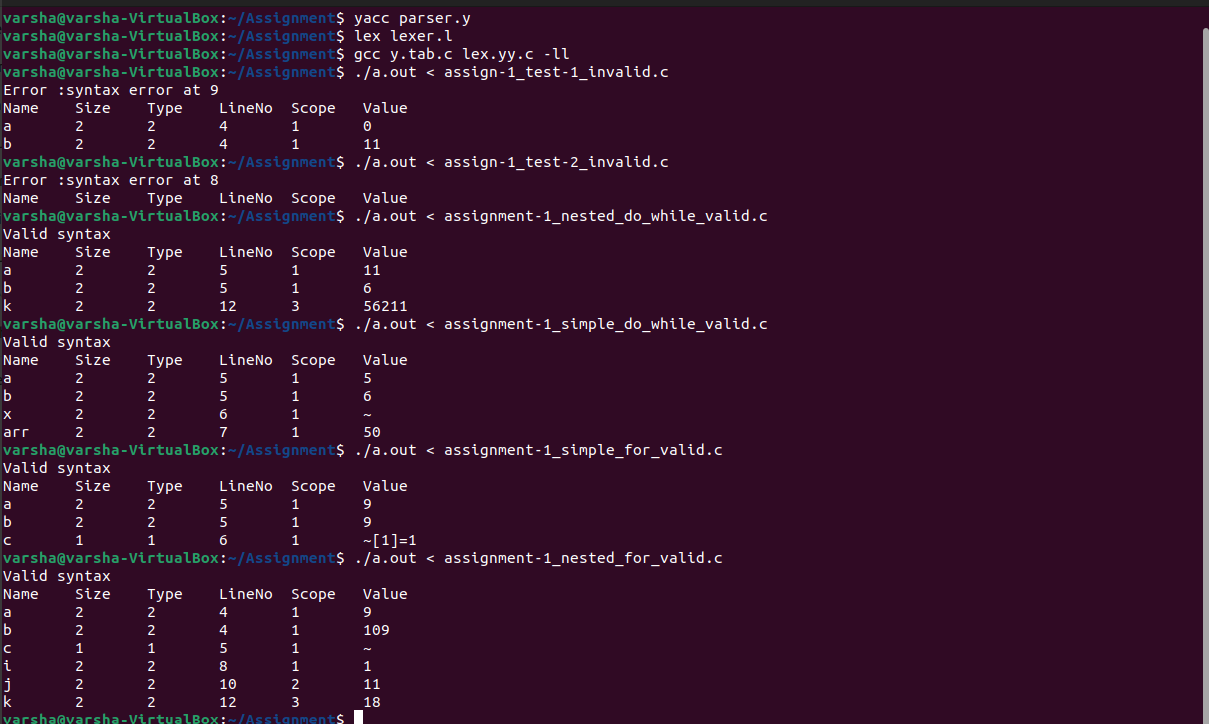 varsha@varsha-VirtualBox:~/Assignment$ yacc parser.y
varsha@varsha-VirtualBox:~/Assignment$ lex lexer.l
varsha@varsha-VirtualBox:~/Assignment$ gcc y.tab.c lex.yy.c -ll
varsha@varsha-VirtualBox:~/Assignment$ ./a.out < assign-1_test-1_invalid.c
Error :syntax error at 9
Name    Size    Type    LineNo  Scope   Value
a       2       2       4       1       0
b       2       2       4       1       11
varsha@varsha-VirtualBox:~/Assignment$ ./a.out < assign-1_test-2_invalid.c
Error :syntax error at 8
Name    Size    Type    LineNo  Scope   Value
varsha@varsha-VirtualBox:~/Assignment$ ./a.out < assignment-1_nested_do_while_valid.c
Valid syntax
Name    Size    Type    LineNo  Scope   Value
a       2       2       5       1       11
b       2       2       5       1       6
k       2       2       12      3       56211
varsha@varsha-VirtualBox:~/Assignment$ ./a.out < assignment-1_simple_do_while_valid.c
Valid syntax
Name    Size    Type    LineNo  Scope   Value
a       2       2       5       1       5
b       2       2       5       1       6
x       2       2       6       1       ~
arr     2       2       7       1       50
varsha@varsha-VirtualBox:~/Assignment$ ./a.out < assignment-1_simple_for_valid.c
Valid syntax
Name    Size    Type    LineNo  Scope   Value
a       2       2       5       1       9
b       2       2       5       1       9
c       1       1       6       1       ~[1]=1
varsha@varsha-VirtualBox:~/Assignment$ ./a.out < assignment-1_nested_for_valid.c
Valid syntax
Name    Size    Type    LineNo  Scope   Value
a       2       2       4       1       9
b       2       2       4       1       109
c       1       1       5       1       ~
i       2       2       8       1       1
j       2       2       10      2       11
k       2       2       12      3       18
varsha@varsha-VirtualBox:~/Assignment$